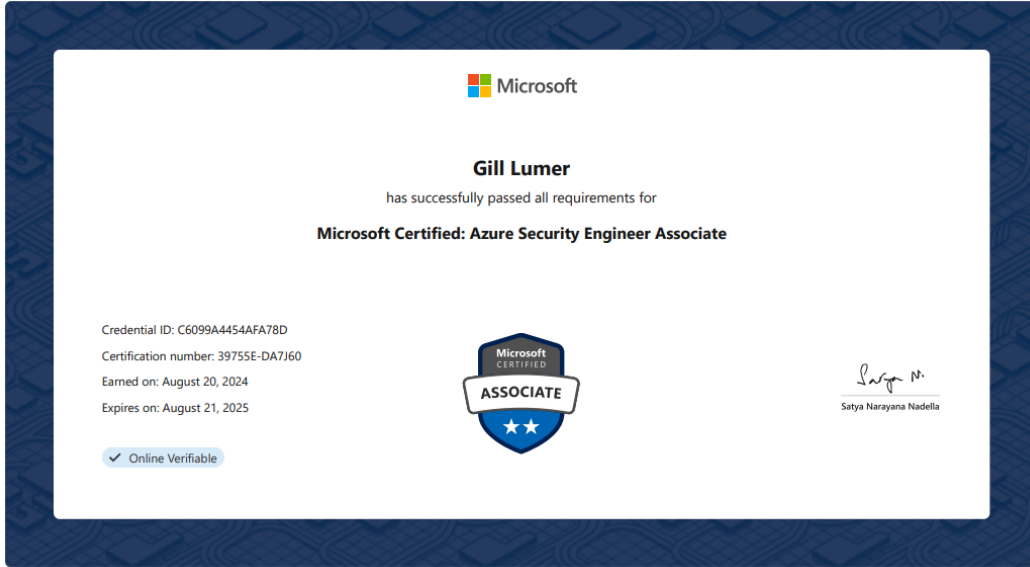 Microsoft
Gill Lumer
has successfully passed all requirements for
Microsoft Certified: Azure Security Engineer Associate
Credential ID: C6099A4454AFA78D
Certification number: 39755E-DA7J60
Earned on: August 20, 2024
Expires on: August 21, 2025
Online Verifiable
Microsoft
CERTIFIED
ASSOCIATE
Satya N.
Satya Narayana Nadella